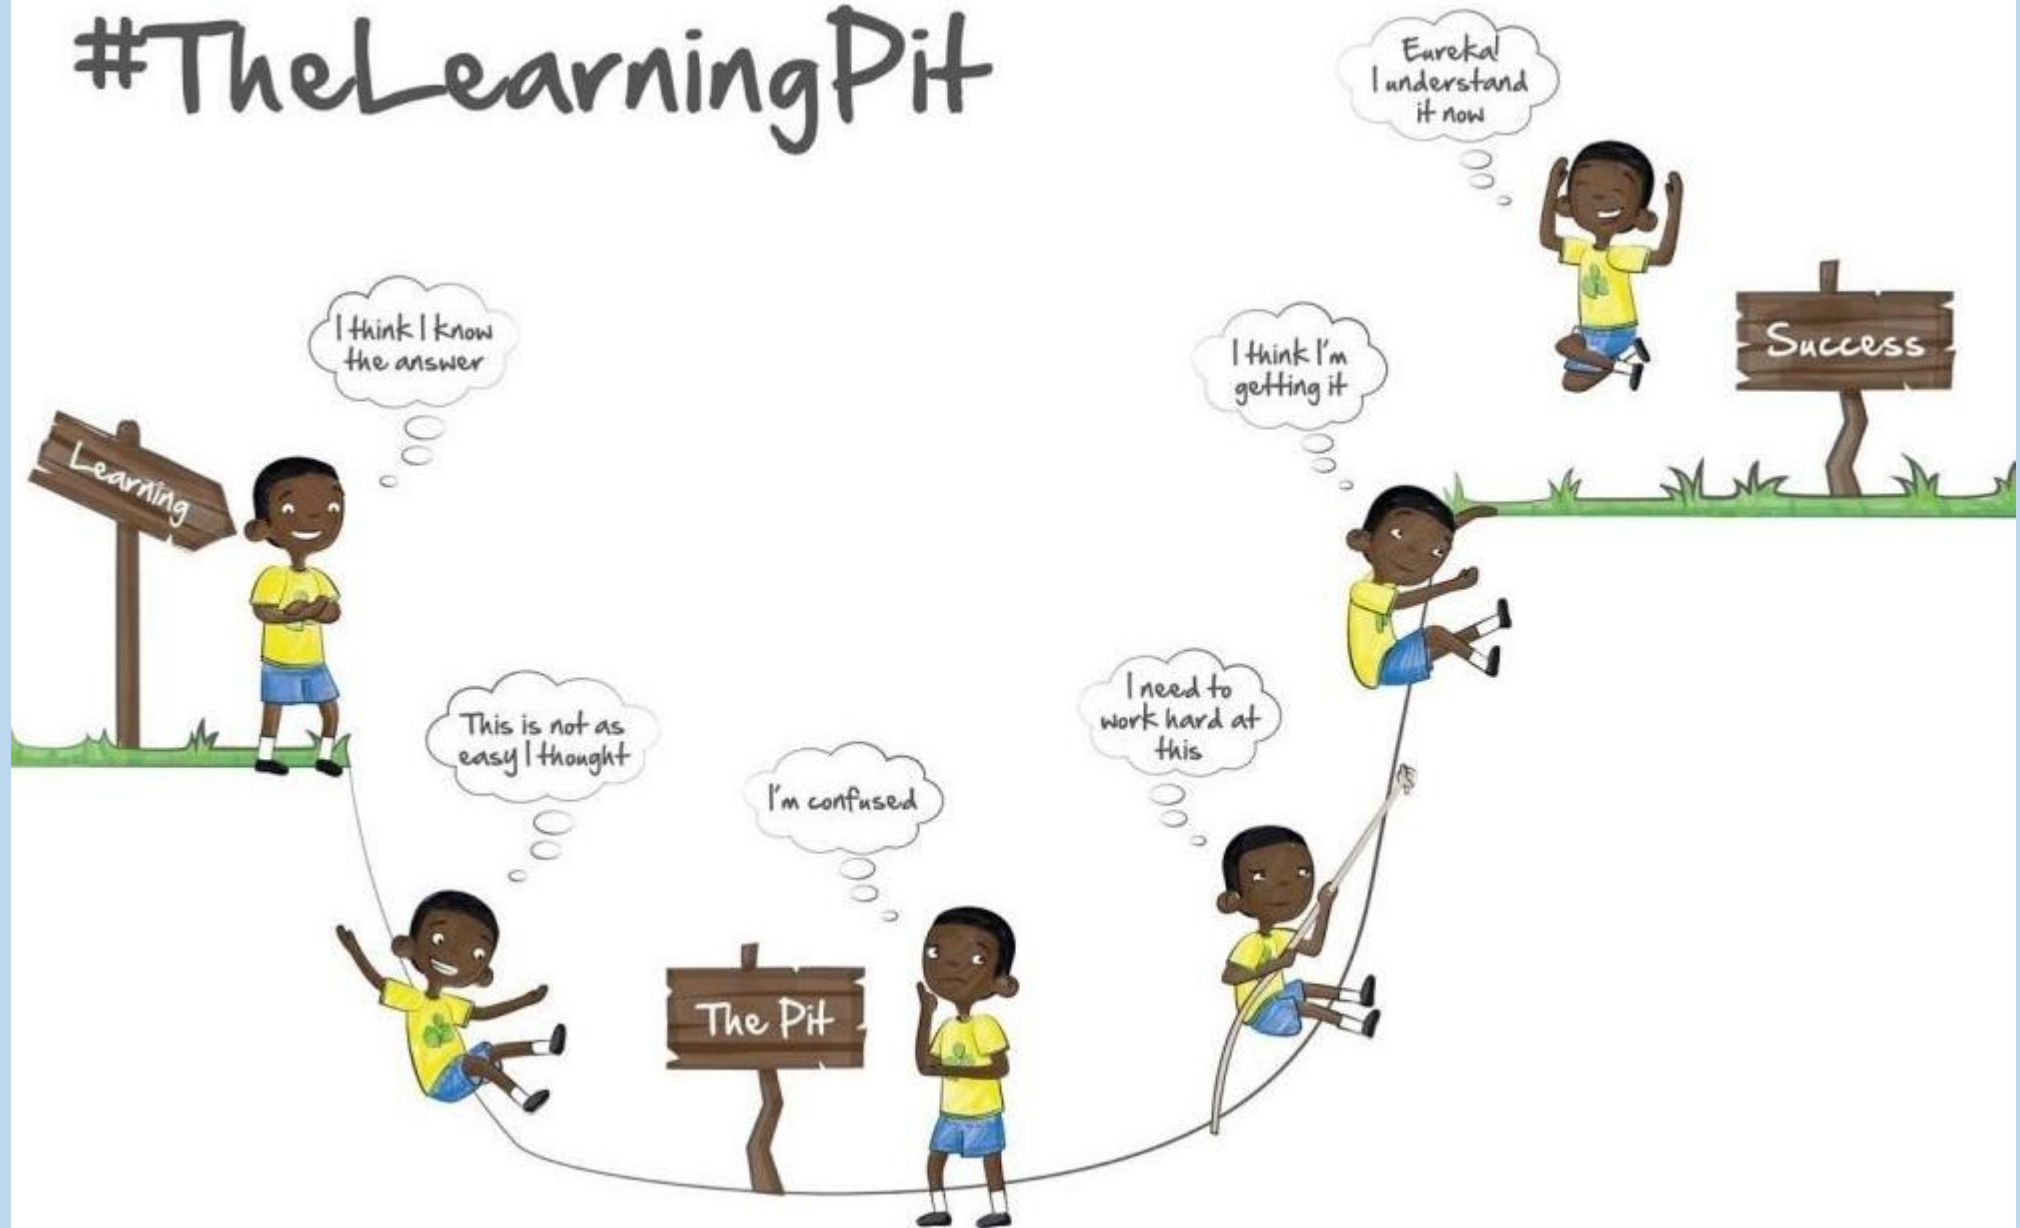 #TheLearningPit
Eureka!
I understand
it now
I think I know
the answer
I think I'm
getting it
Success
Learning
This is not as
easy I thought
I'm confused
I need to
work hard at
this
The Pit